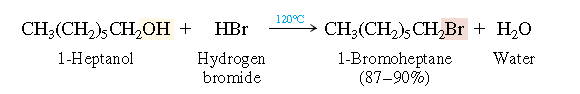 120°C
CH₃(CH₂)₅CH₂OH + HBr ⟶ CH₃(CH₂)₅CH₂Br + H₂O
1-Heptanol Hydrogen 1-Bromoheptane Water
bromide (87–90%)